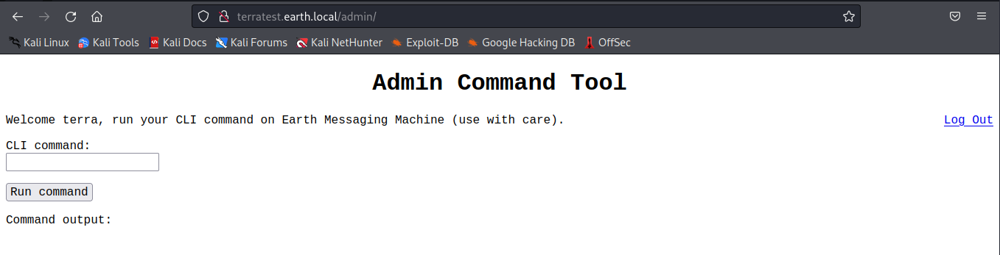 terratest.earth.local/admin/
Kali Linux Kali Tools Kali Docs Kali Forums Kali NetHunter Exploit-DB Google Hacking DB OffSec
Admin Command Tool
Welcome terra, run your CLI command on Earth Messaging Machine (use with care). Log Out
CLI command:
Run command
Command output: